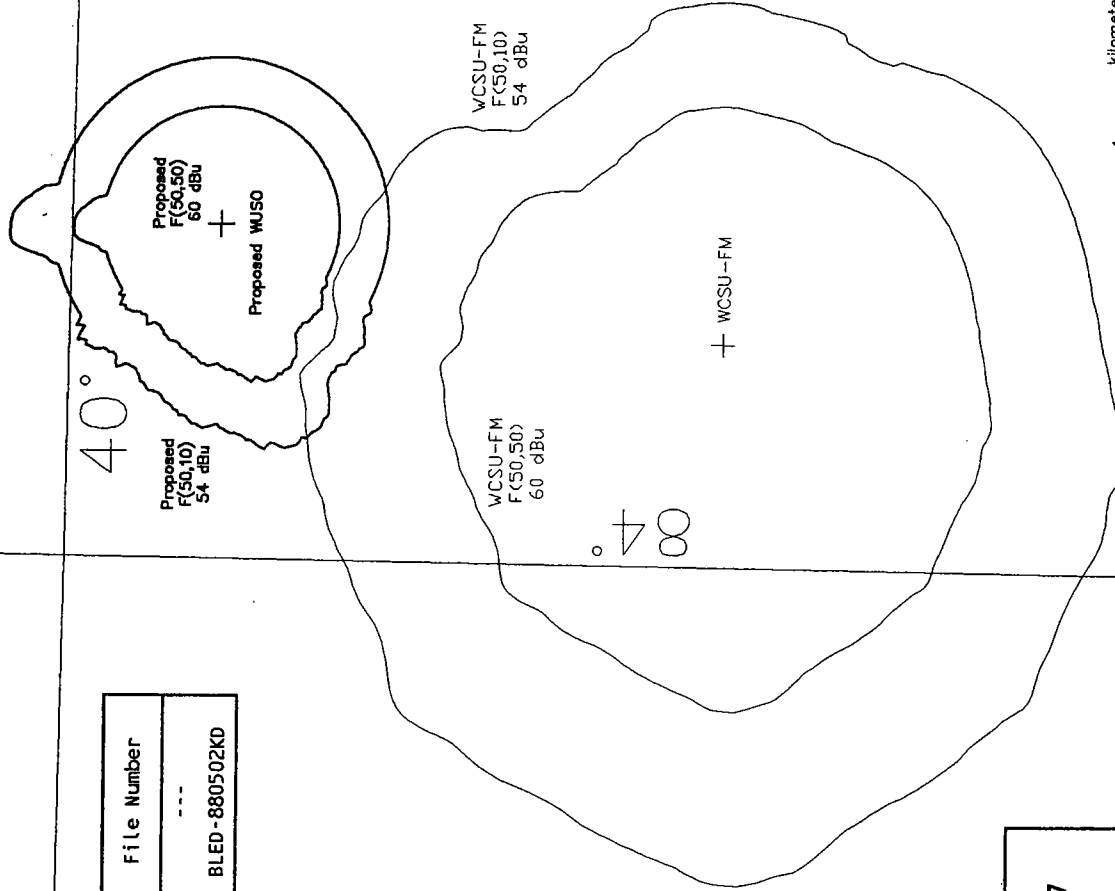 File Number
---
BLED-880502KD
40°
84°
Proposed
F(50,10)
54 dBu
Proposed
F(50,50)
60 dBu
Proposed WUSO
WCSU-FM
F(50,10)
54 dBu
WCSU-FM
F(50,50)
60 dBu
WCSU-FM
7